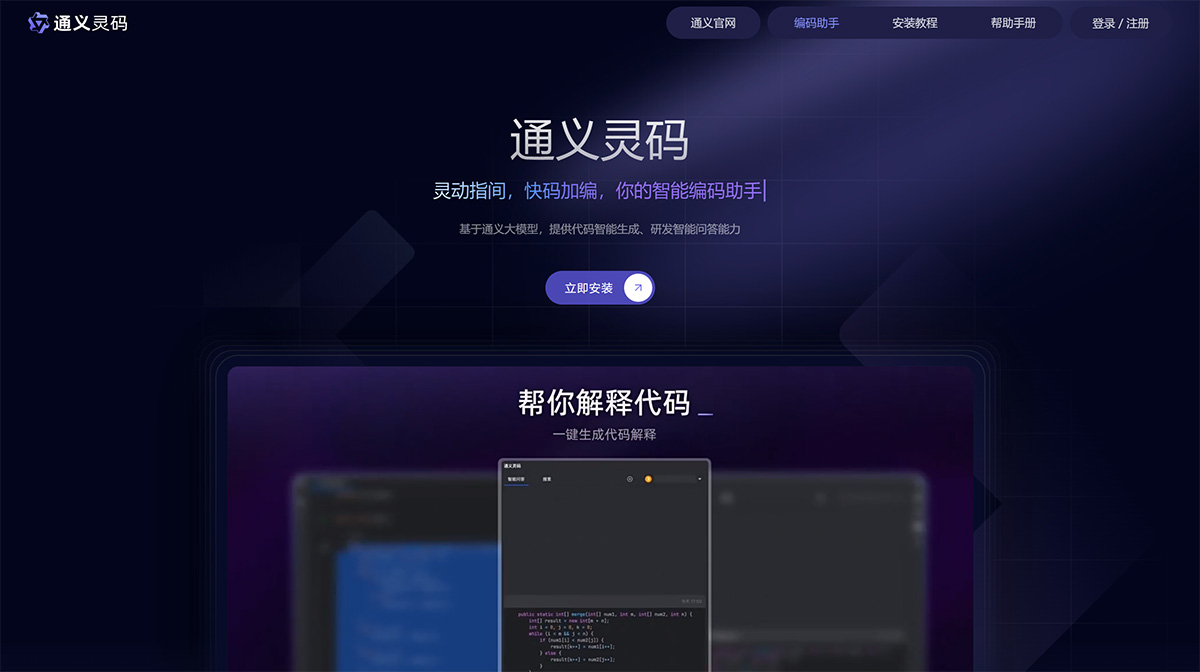 通义灵码
通义官网 编码助手 安装教程 帮助手册 登录 / 注册
通义灵码
灵动指间，快码加编，你的智能编码助手
基于通义大模型，提供代码智能生成、研发智能问答能力
立即安装
帮你解释代码 _
一键生成代码解释
通义灵码
智能问答 搜索
public static int[] merge(int[] num1, int m, int[] num2, int n) {
int[] result = new int[m + n];
int i = 0, j = 0, k = 0;
while (i < m && j < n) {
if (num1[i] < num2[j]) {
result[k++] = num1[i++];
} else {
result[k++] = num2[j++];
}